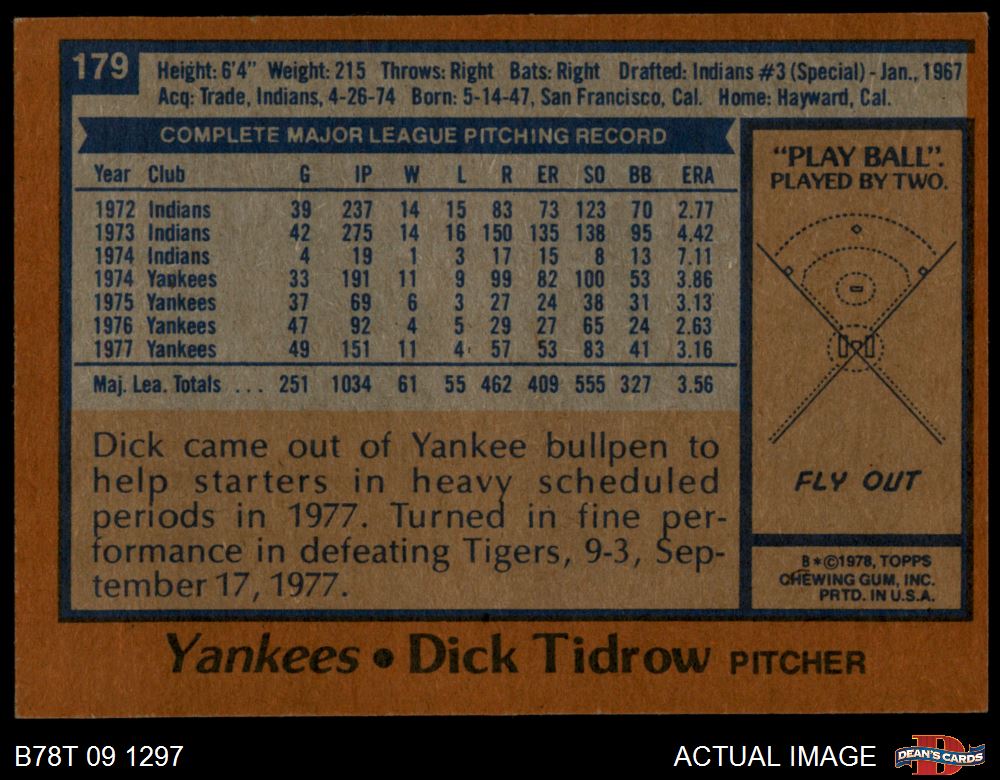 179
Height: 6'4" Weight: 215 Throws: Right Bats: Right Drafted: Indians #3 (Special) - Jan., 1967
Acq: Trade, Indians, 4-26-74 Born: 5-14-47, San Francisco, Cal. Home: Hayward, Cal.
COMPLETE MAJOR LEAGUE PITCHING RECORD
Year Club G IP W L R ER SO BB ERA
1972 Indians 39 237 14 15 83 73 123 70 2.77
1973 Indians 42 275 14 16 150 135 138 95 4.42
1974 Indians 4 19 1 3 17 15 8 13 7.11
1974 Yankees 33 191 11 9 99 82 100 53 3.86
1975 Yankees 37 69 6 3 27 24 38 31 3.13
1976 Yankees 47 92 4 5 29 27 65 24 2.63
1977 Yankees 49 151 11 4 57 53 83 41 3.16
Maj. Lea. Totals . . . 251 1034 61 55 462 409 555 327 3.56
Dick came out of Yankee bullpen to
help starters in heavy scheduled
periods in 1977. Turned in fine per-
formance in defeating Tigers, 9-3, Sep-
tember 17, 1977.
"PLAY BALL".
PLAYED BY TWO.
FLY OUT
B*©1978, TOPPS
CHEWING GUM, INC.
PRTD. IN U.S.A.
Yankees • Dick Tidrow PITCHER
B78T 09 1297
ACTUAL IMAGE
DEAN'S CARDS